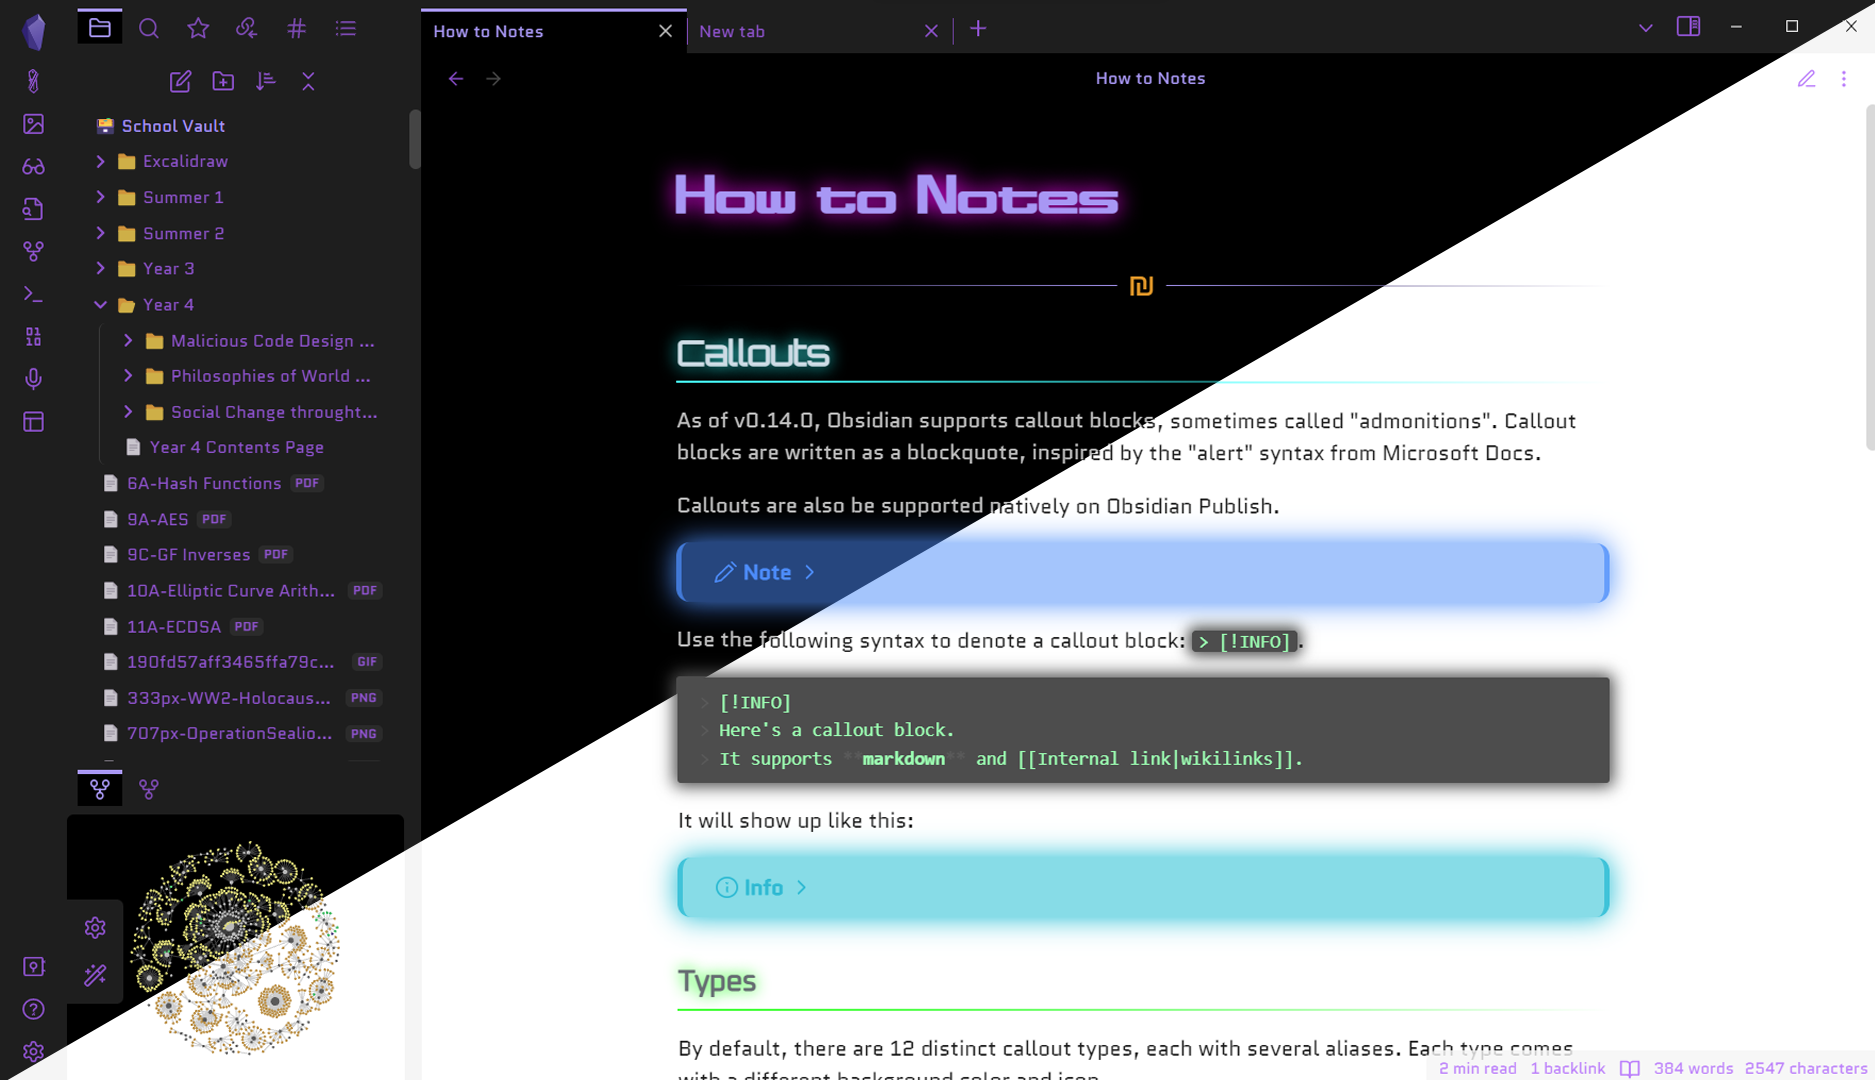 How to Notes
New tab
How to Notes
School Vault
Excalidraw
Summer 1
Summer 2
Year 3
Year 4
Malicious Code Design ...
Philosophies of World ...
Social Change throught...
Year 4 Contents Page
6A-Hash Functions PDF
9A-AES PDF
9C-GF Inverses PDF
10A-Elliptic Curve Arith... PDF
11A-ECDSA PDF
190fd57aff3465ffa79c... GIF
333px-WW2-Holocaus... PNG
707px-OperationSealio... PNG
How to Notes
₪
Callouts
As of v0.14.0, Obsidian supports callout blocks, sometimes called "admonitions". Callout
blocks are written as a blockquote, inspired by the "alert" syntax from Microsoft Docs.
Callouts are also be supported natively on Obsidian Publish.
Note
Use the following syntax to denote a callout block: > [!INFO].
> [!INFO]
> Here's a callout block.
> It supports **markdown** and [[Internal link|wikilinks]].
It will show up like this:
Info
Types
By default, there are 12 distinct callout types, each with several aliases. Each type comes
with a different background color and icon.
2 min read 1 backlink 384 words 2547 characters